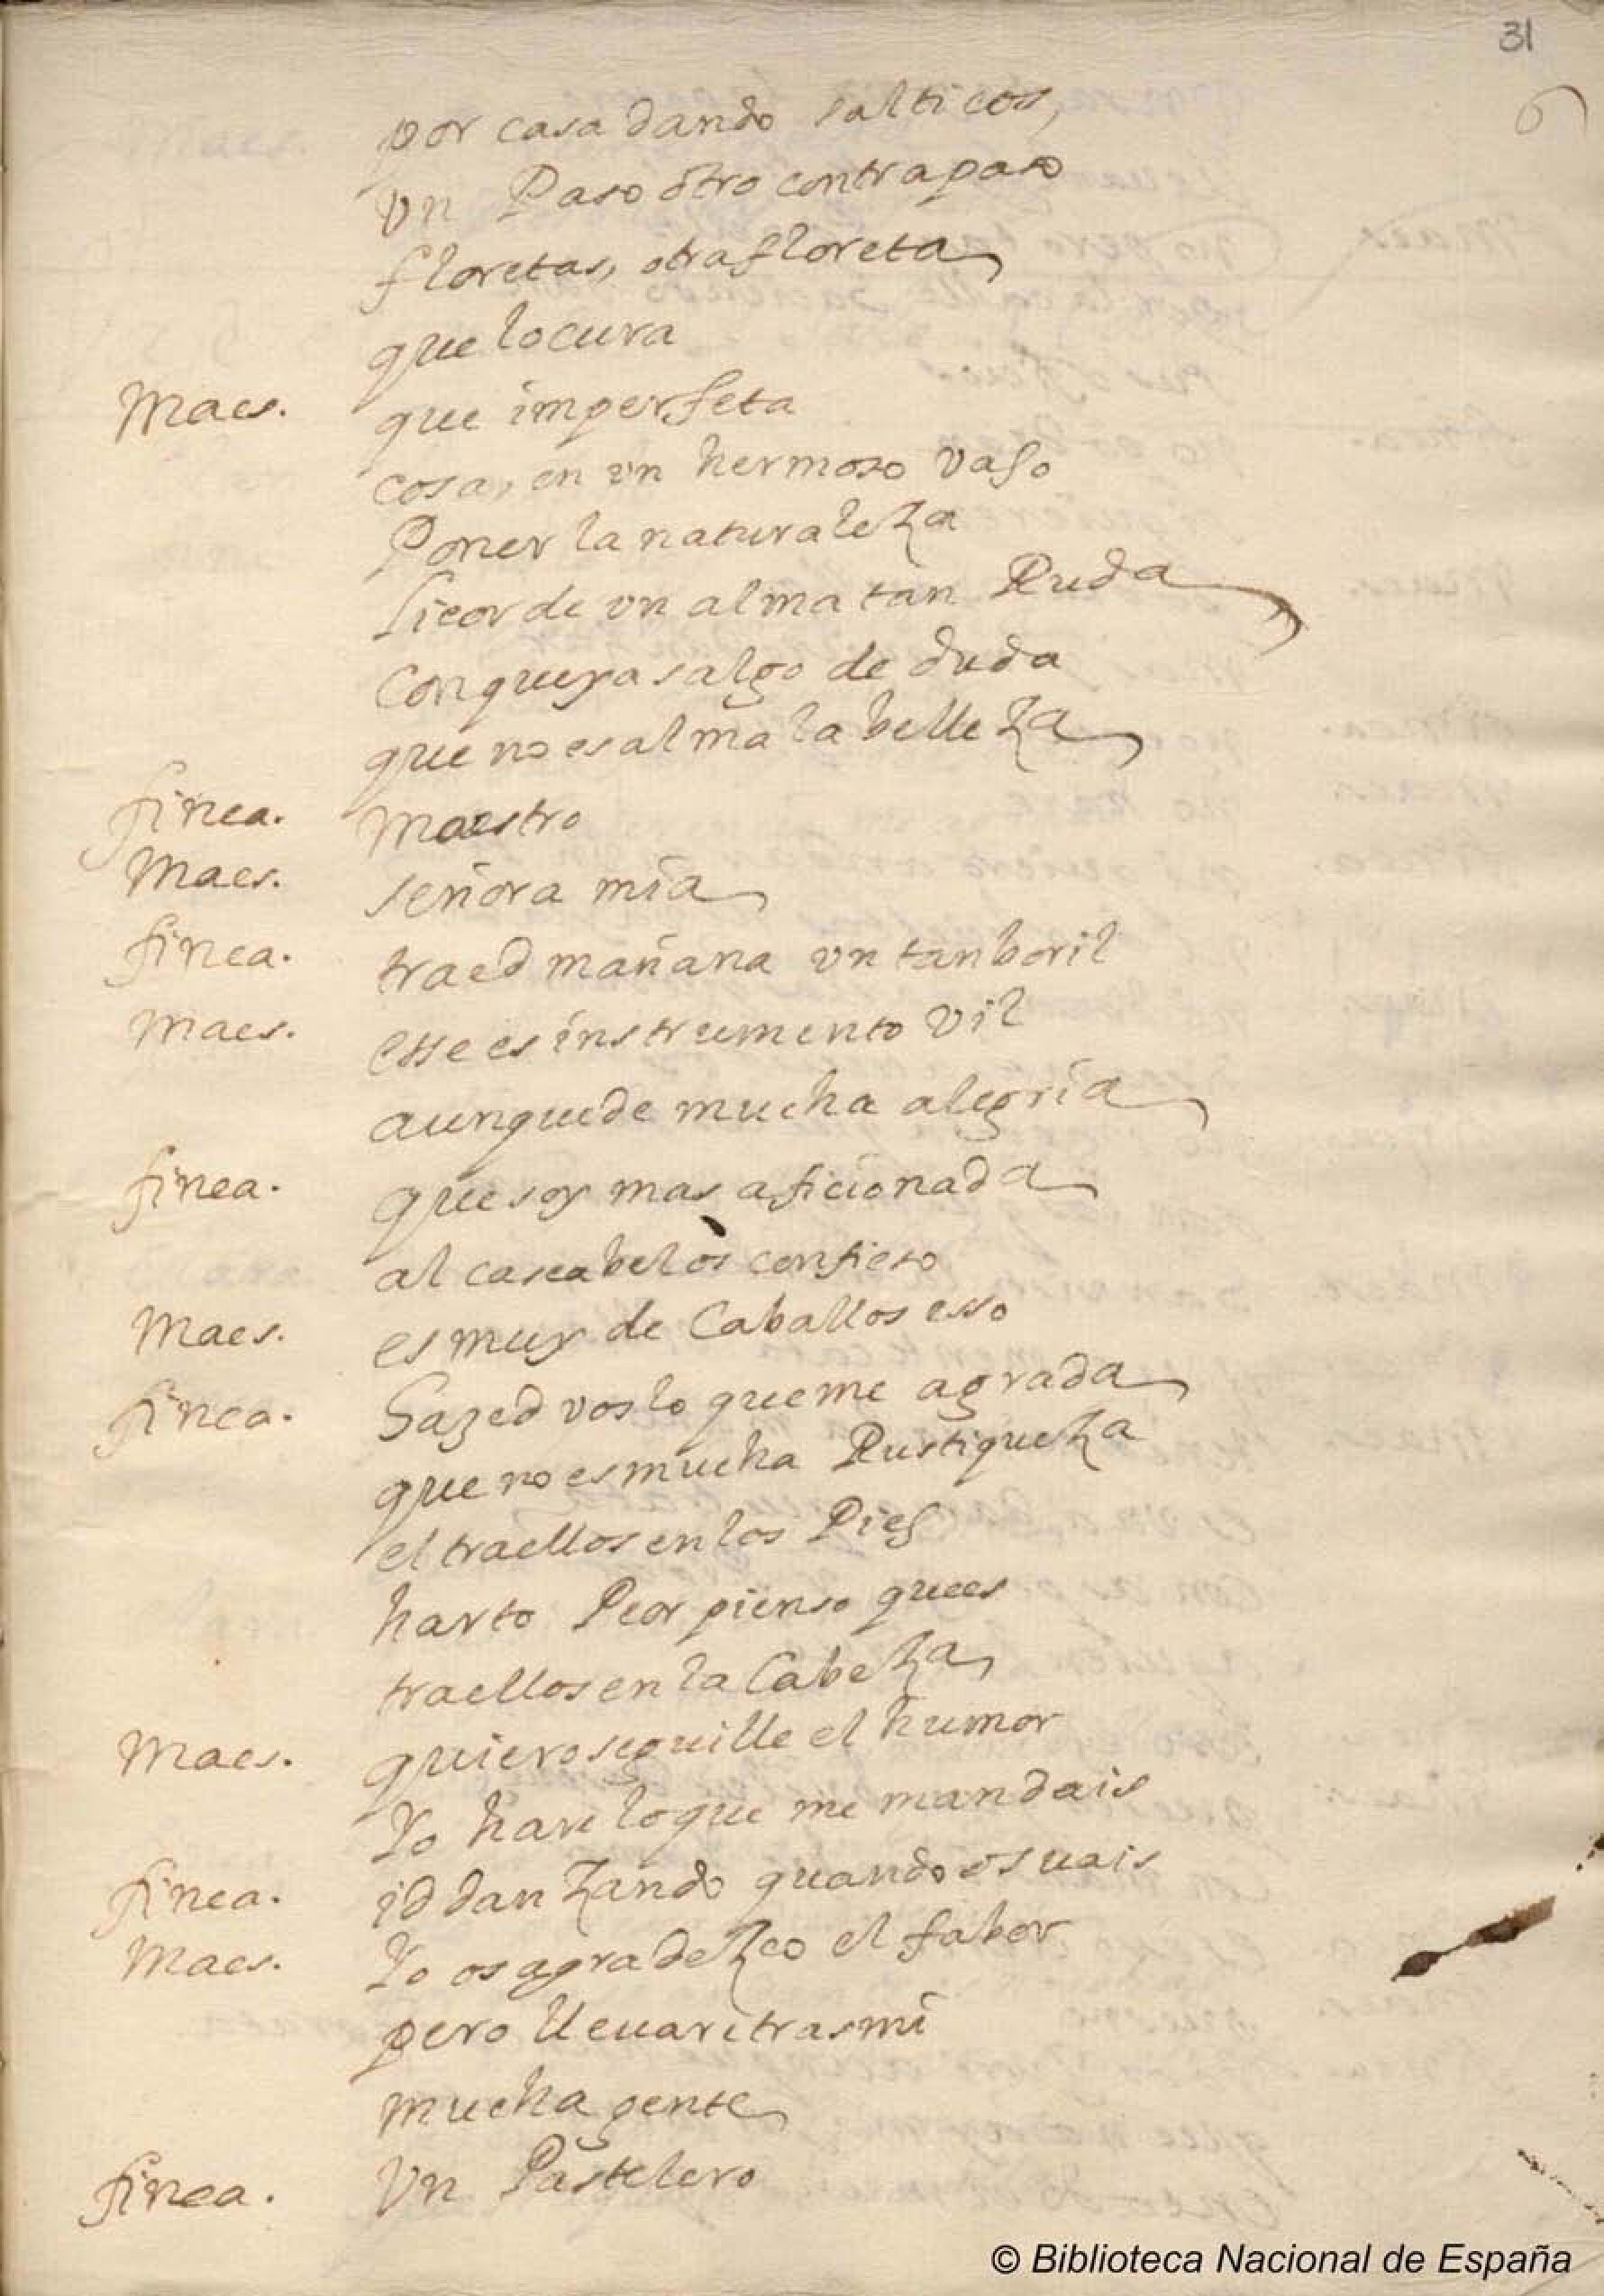 31
6
por casa dando salticos,
vn Paso otro contrapaso
floretas, otra floreta
que locura
Maes. que imperfeta
cosa, en vn hermoso vaso
Poner la naturaleza
licor de vn alma tan Ruda
con que ya salgo de duda
que no es alma la belleza
finea. maestro
Maes. señora mía
finea. traed mañana vn tanboril
Maes. esse es instrumento vil
aunque de mucha alegría
finea. que soy mas aficionada
al cascabel os confieso
Maes. es muy de Caballos esso
finea. Hazed vos lo que me agrada
que no es mucha Rustiqueza
el traellos en los Pies
harto Peor pienso que es
traellos en la Cabeza
Maes. quiero seguille el humor
Yo hare lo que me mandais
finea. id danzando quando os uais
Maes. Yo os agradezco el fabor
pero lleuare tras mi
mucha gente
finea. Vn Pastelero
© Biblioteca Nacional de España